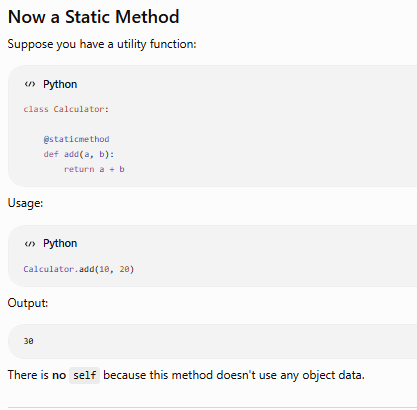 Now a Static Method
Suppose you have a utility function:
</> Python
class Calculator:
    @staticmethod
    def add(a, b):
        return a + b
Usage:
</> Python
Calculator.add(10, 20)
Output:
30
There is no self because this method doesn't use any object data.